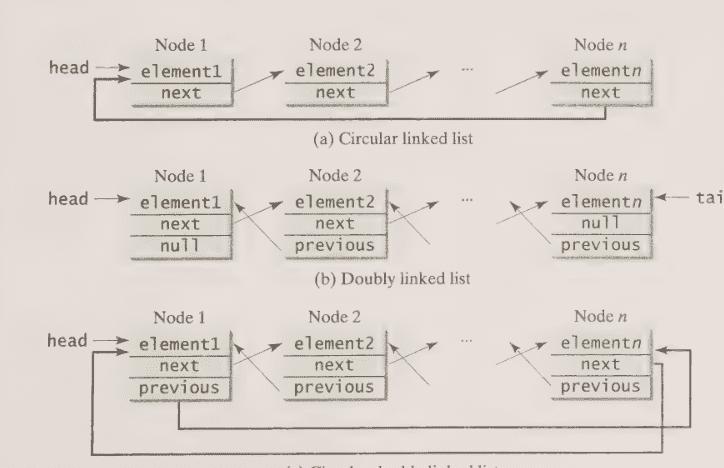 Node 1 Node 2 Node n
head element1 element2 ... elementn
next next next
(a) Circular linked list
Node 1 Node 2 Node n
head element1 element2 ... elementn tai
next next null
null previous previous
(b) Doubly linked list
Node 1 Node 2 Node n
head element1 element2 ... elementn
next next next
previous previous previous